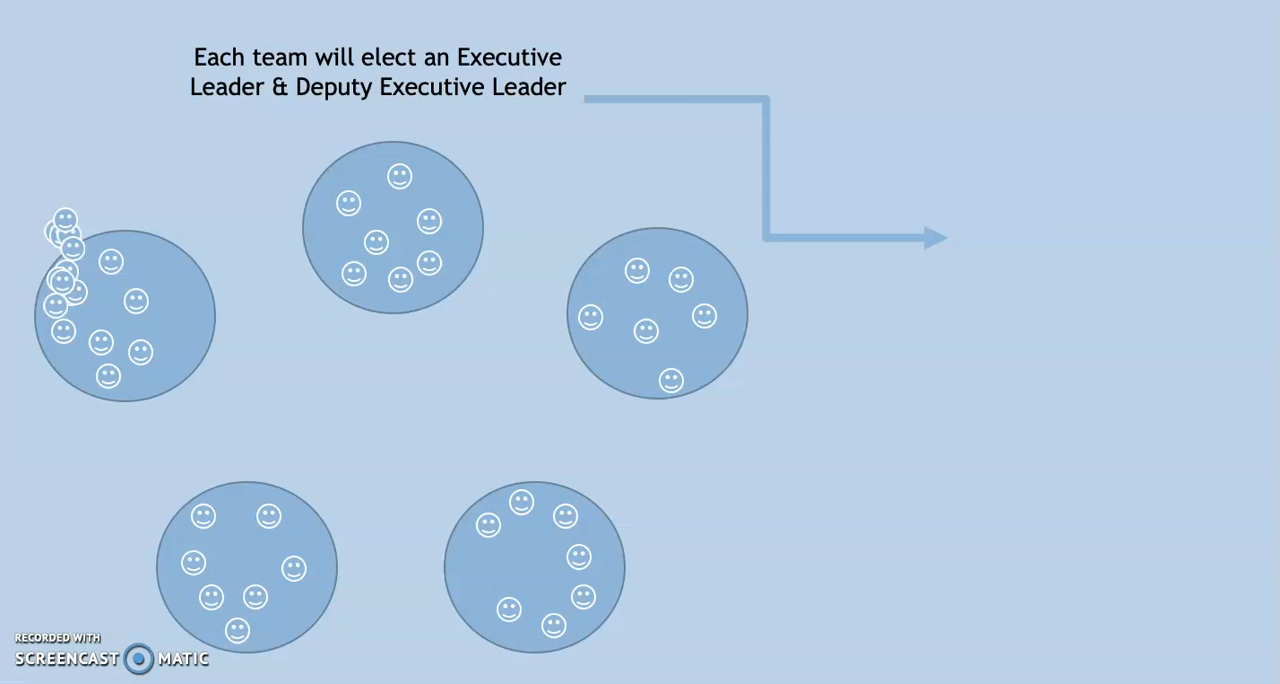 Each team will elect an Executive
Leader & Deputy Executive Leader
RECORDED WITH
SCREENCAST MATIC